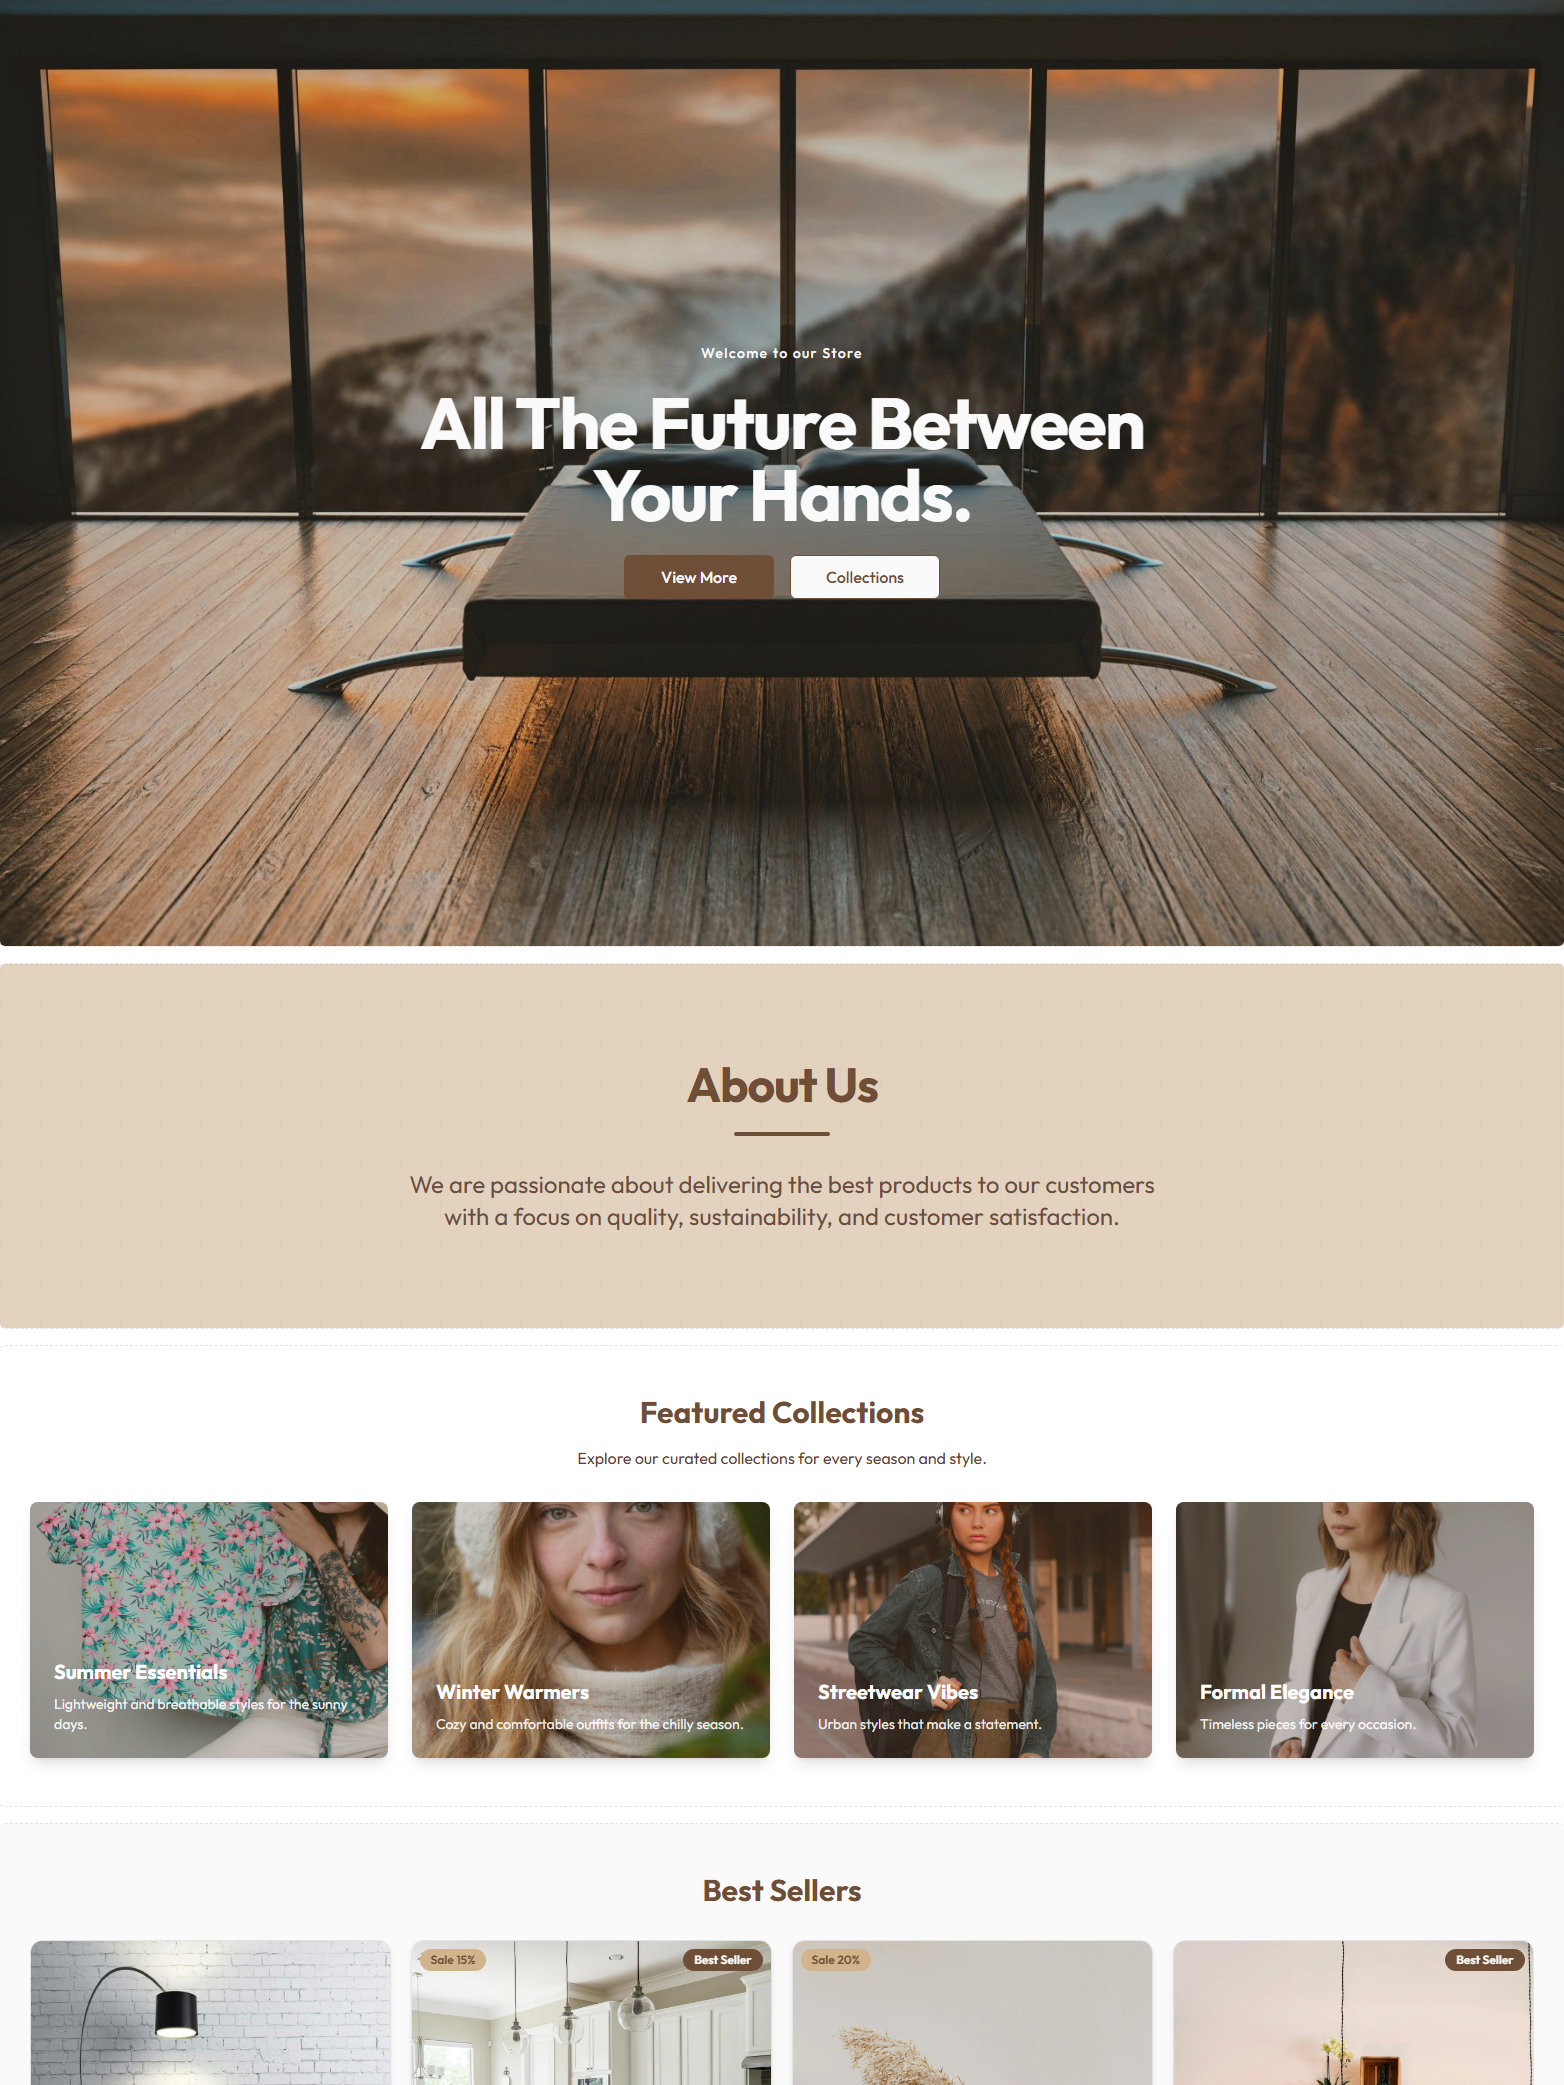 Welcome to our Store
All The Future Between
Your Hands.
View More
Collections
About Us
We are passionate about delivering the best products to our customers
with a focus on quality, sustainability, and customer satisfaction.
Featured Collections
Explore our curated collections for every season and style.
Summer Essentials
Lightweight and breathable styles for the sunny
days.
Winter Warmers
Cozy and comfortable outfits for the chilly season.
Streetwear Vibes
Urban styles that make a statement.
Formal Elegance
Timeless pieces for every occasion.
Best Sellers
Sale 15%
Best Seller
Sale 20%
Best Seller